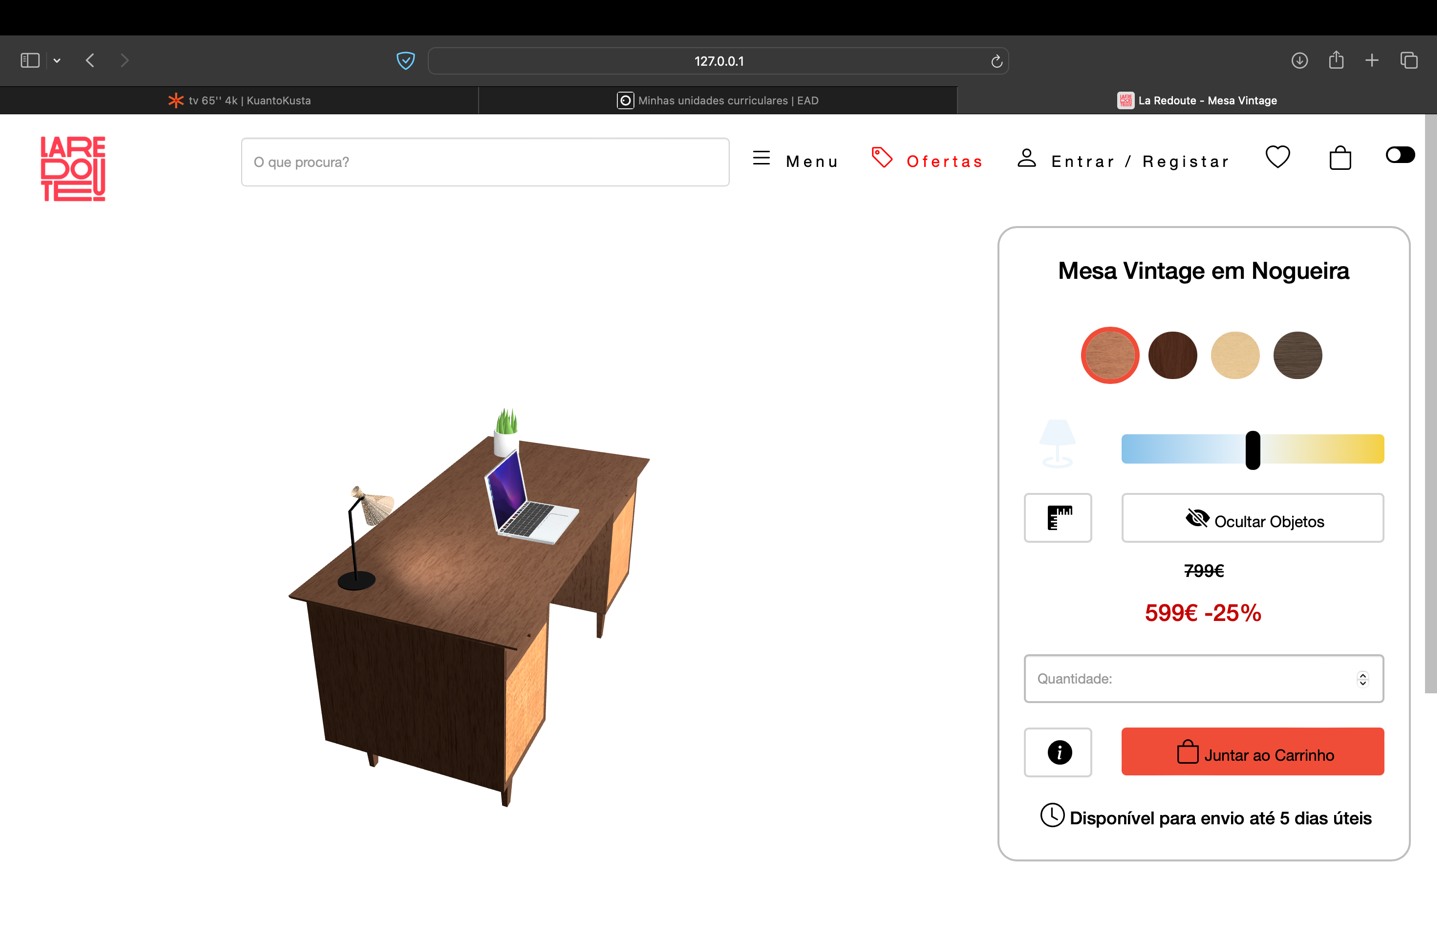 127.0.0.1
tv 65'' 4k | KuantoKusta
Minhas unidades curriculares | EAD
La Redoute - Mesa Vintage
LA RE
DOU
TE
O que procura?
Menu
Ofertas
Entrar / Registar
Mesa Vintage em Nogueira
Ocultar Objetos
799€
599€ -25%
Quantidade:
Juntar ao Carrinho
Disponível para envio até 5 dias úteis